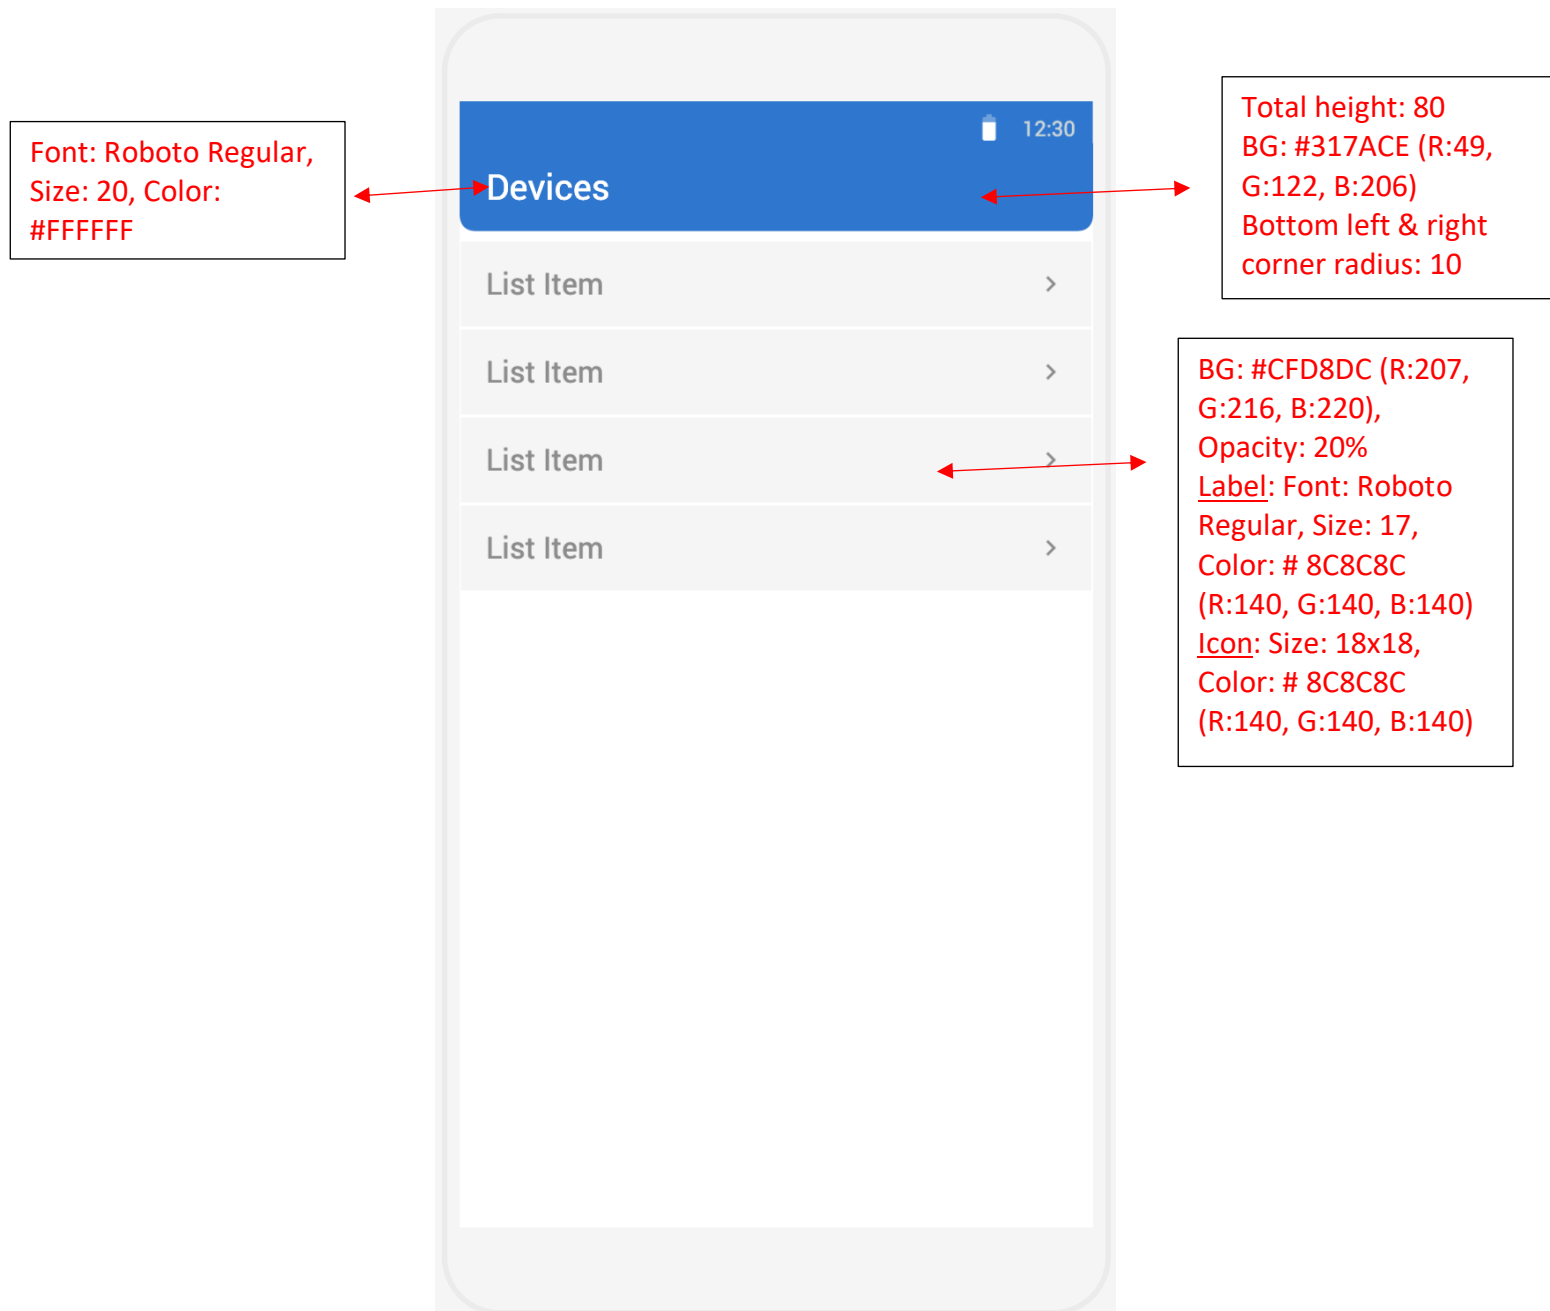 Font: Roboto Regular,
Size: 20, Color:
#FFFFFF
12:30
Devices
List Item
List Item
List Item
List Item
Total height: 80
BG: #317ACE (R:49,
G:122, B:206)
Bottom left & right
corner radius: 10
BG: #CFD8DC (R:207,
G:216, B:220),
Opacity: 20%
Label: Font: Roboto
Regular, Size: 17,
Color: # 8C8C8C
(R:140, G:140, B:140)
Icon: Size: 18x18,
Color: # 8C8C8C
(R:140, G:140, B:140)